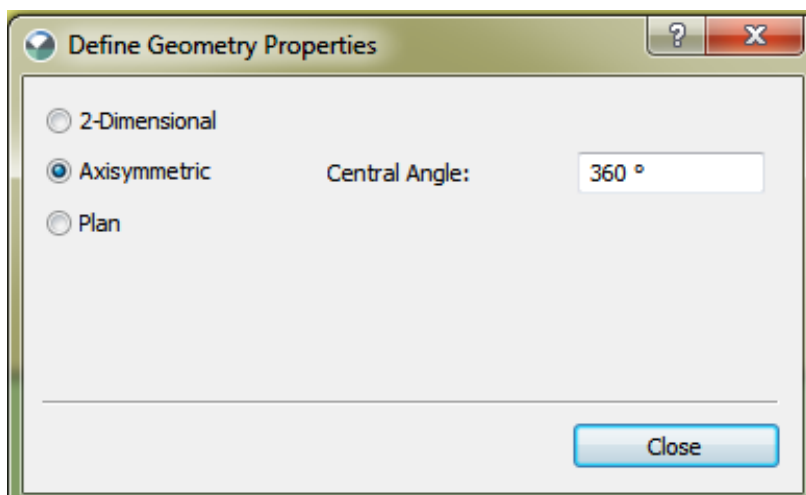 Define Geometry Properties
2-Dimensional
Axisymmetric Central Angle: 360 °
Plan
Close